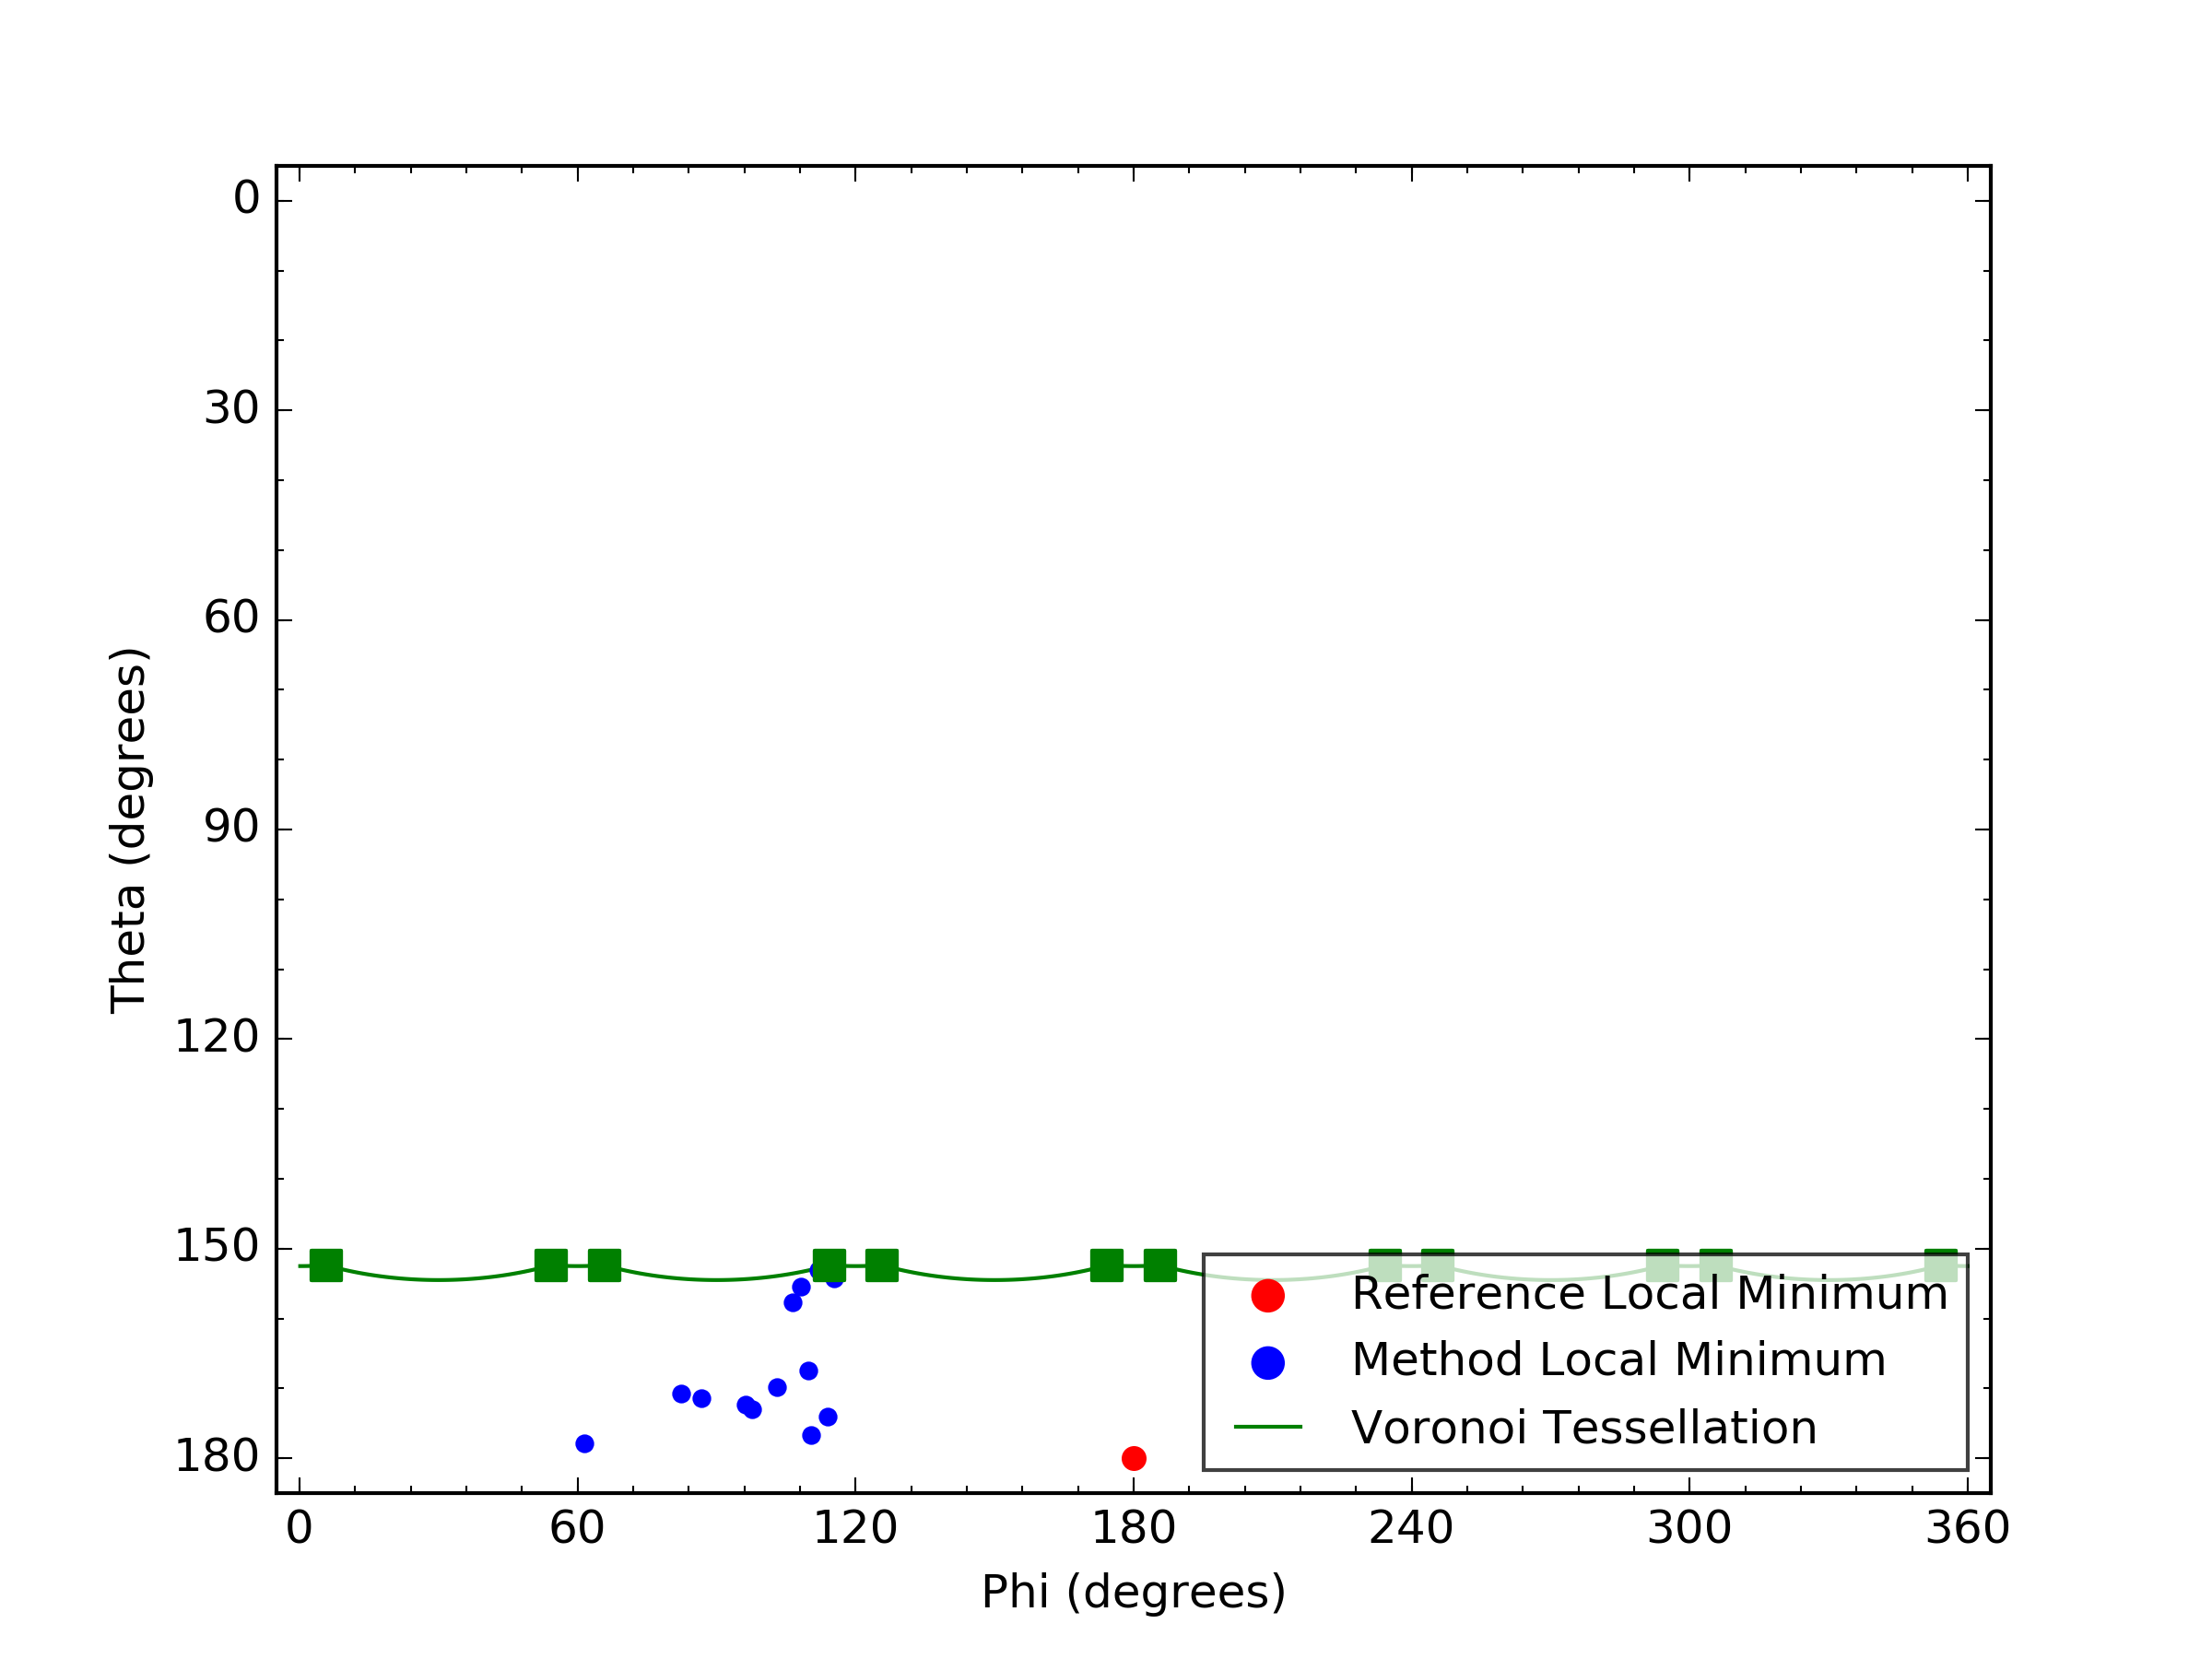 0
30
60
90
120
150
180
Theta (degrees)
Reference Local Minimum
Method Local Minimum
Voronoi Tessellation
0 60 120 180 240 300 360
Phi (degrees)